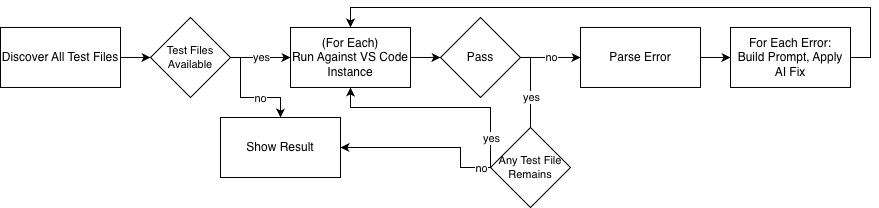 Discover All Test Files
Test Files
Available
yes
no
(For Each)
Run Against VS Code
Instance
Pass
no
yes
Parse Error
For Each Error:
Build Prompt, Apply
AI Fix
Show Result
yes
no
Any Test File
Remains